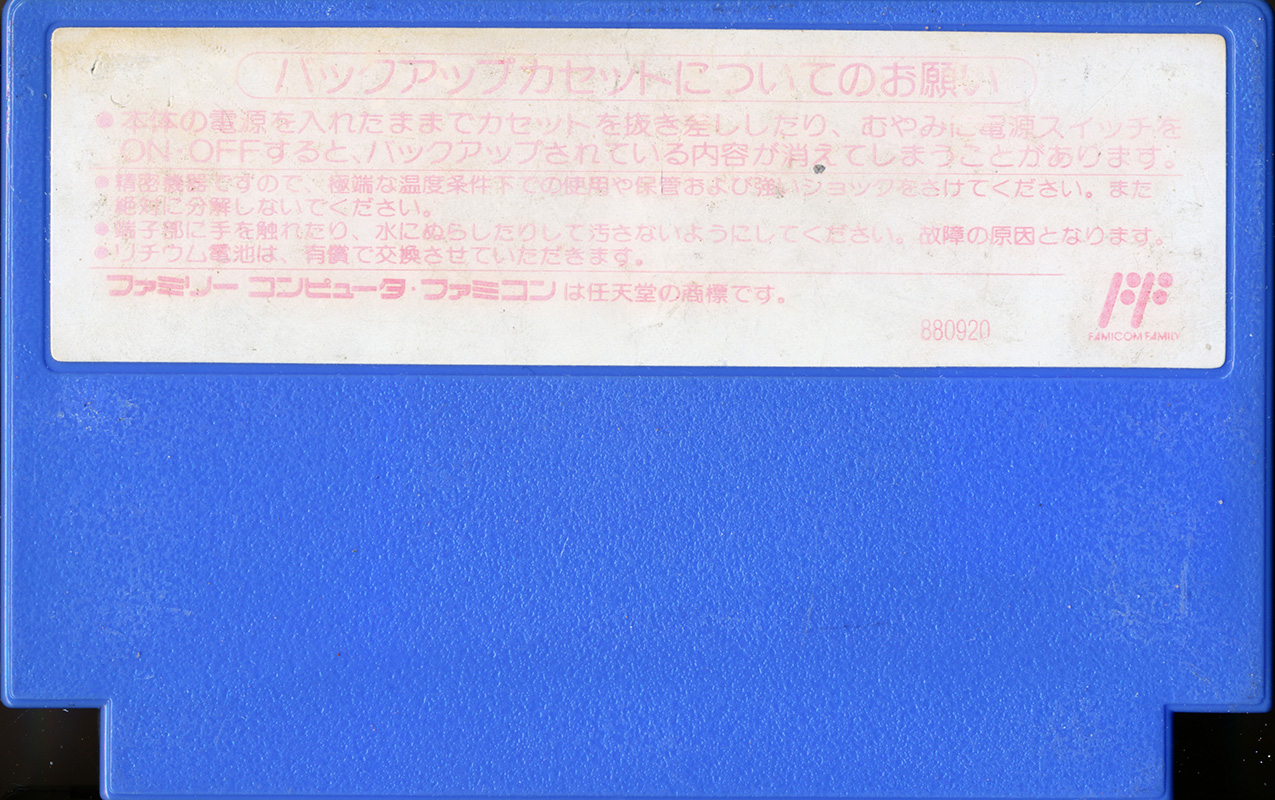 バックアップカセットについてのお願い
●本体の電源を入れたままでカセットを抜き差ししたり、むやみに電源スイッチを
ON OFFすると、バックアップされている内容が消えてしまうことがあります。
●精密機器ですので、極端な温度条件下での使用や保管および強いショックをさけてください。また
絶対に分解しないでください。
●端子部に手を触れたり、水にぬらしたりして汚さないようにしてください。故障の原因となります。
●リチウム電池は、有償で交換させていただきます。
ファミリーコンピュータ・ファミコンは任天堂の商標です。
880920
FAMICOM FAMILY